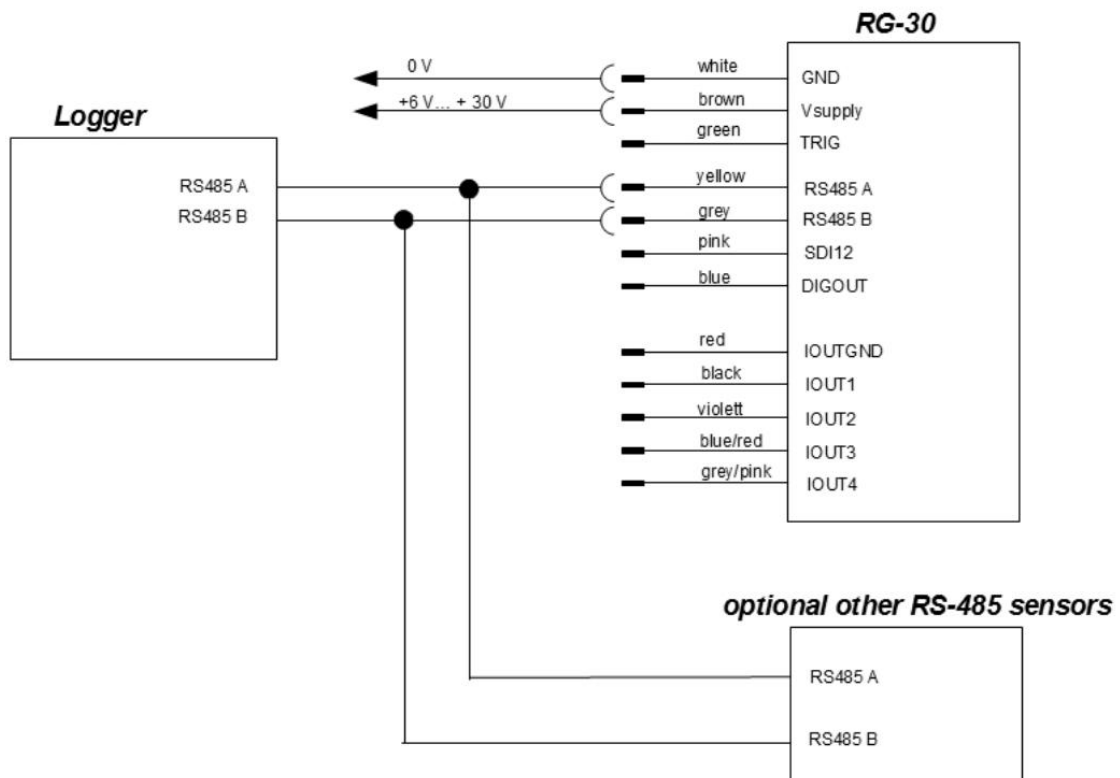 RG-30
0 V
white
GND
+6 V... + 30 V
brown
Vsupply
green
TRIG
Logger
RS485 A
yellow
RS485 A
RS485 B
grey
RS485 B
pink
SDI12
blue
DIGOUT
red
IOUTGND
black
IOUT1
violett
IOUT2
blue/red
IOUT3
grey/pink
IOUT4
optional other RS-485 sensors
RS485 A
RS485 B